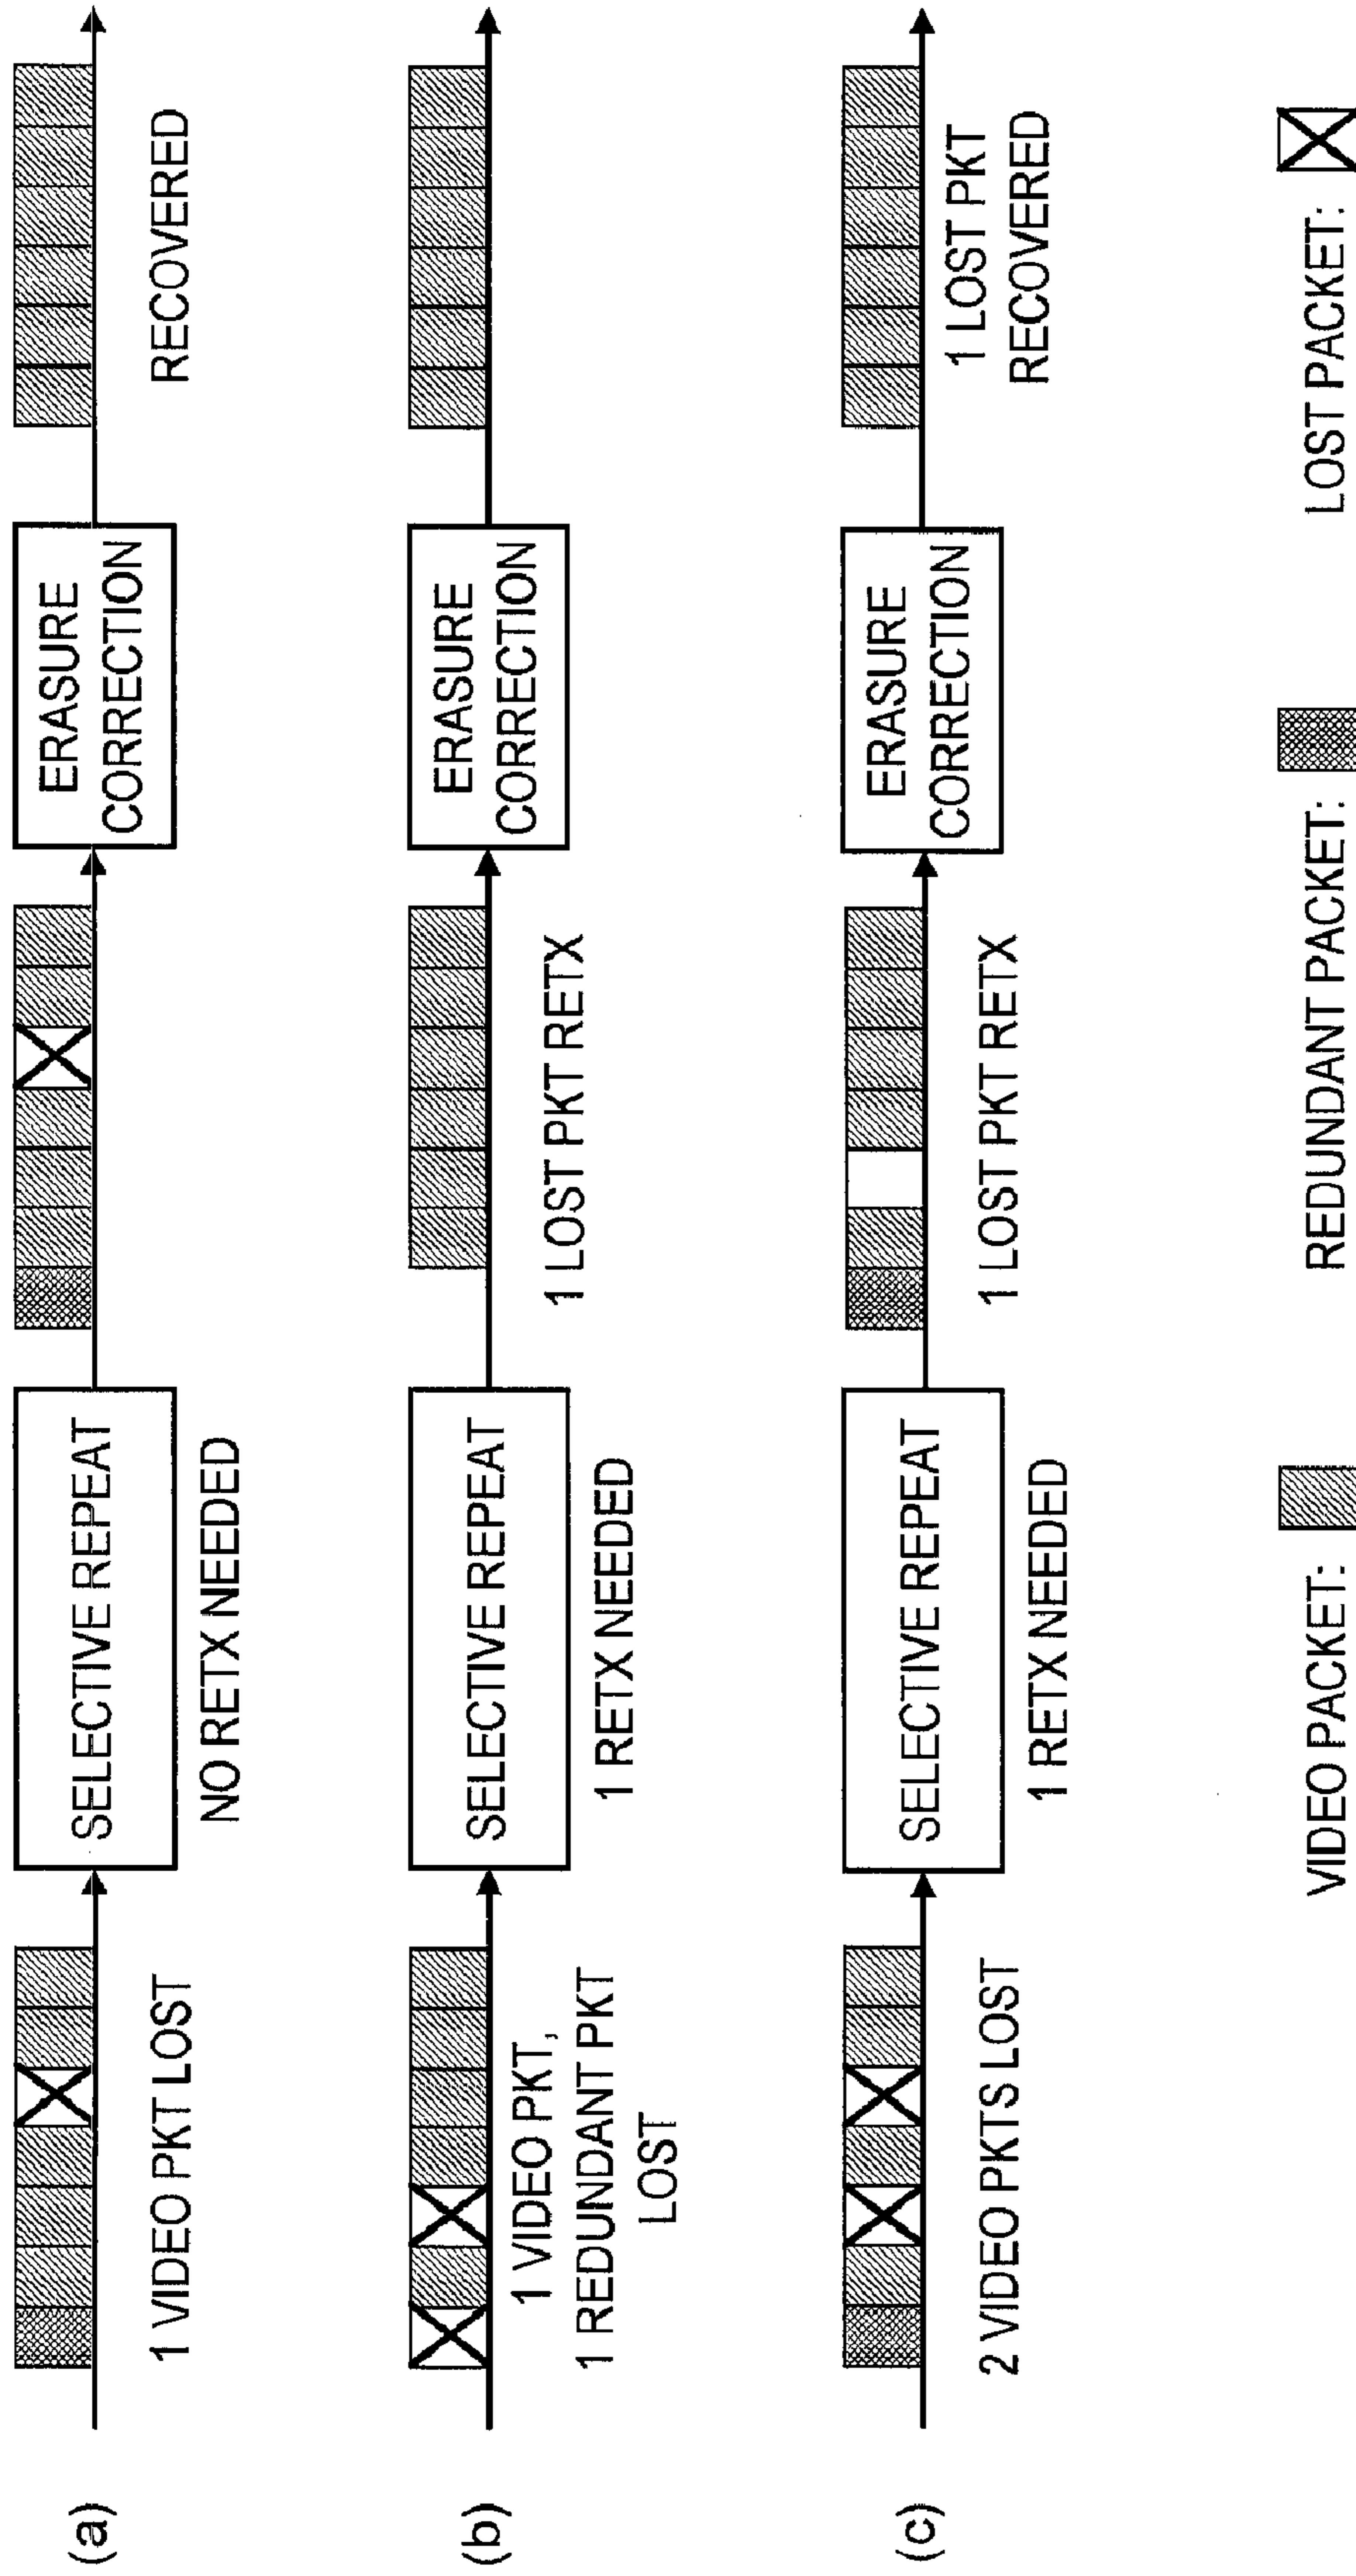 (a)
1 VIDEO PKT LOST
SELECTIVE REPEAT
NO RETX NEEDED
ERASURE
CORRECTION
RECOVERED
(b)
1 VIDEO PKT,
1 REDUNDANT PKT
LOST
SELECTIVE REPEAT
1 RETX NEEDED
1 LOST PKT RETX
ERASURE
CORRECTION
(c)
2 VIDEO PKTS LOST
SELECTIVE REPEAT
1 RETX NEEDED
1 LOST PKT RETX
ERASURE
CORRECTION
1 LOST PKT
RECOVERED
VIDEO PACKET:
REDUNDANT PACKET:
LOST PACKET: